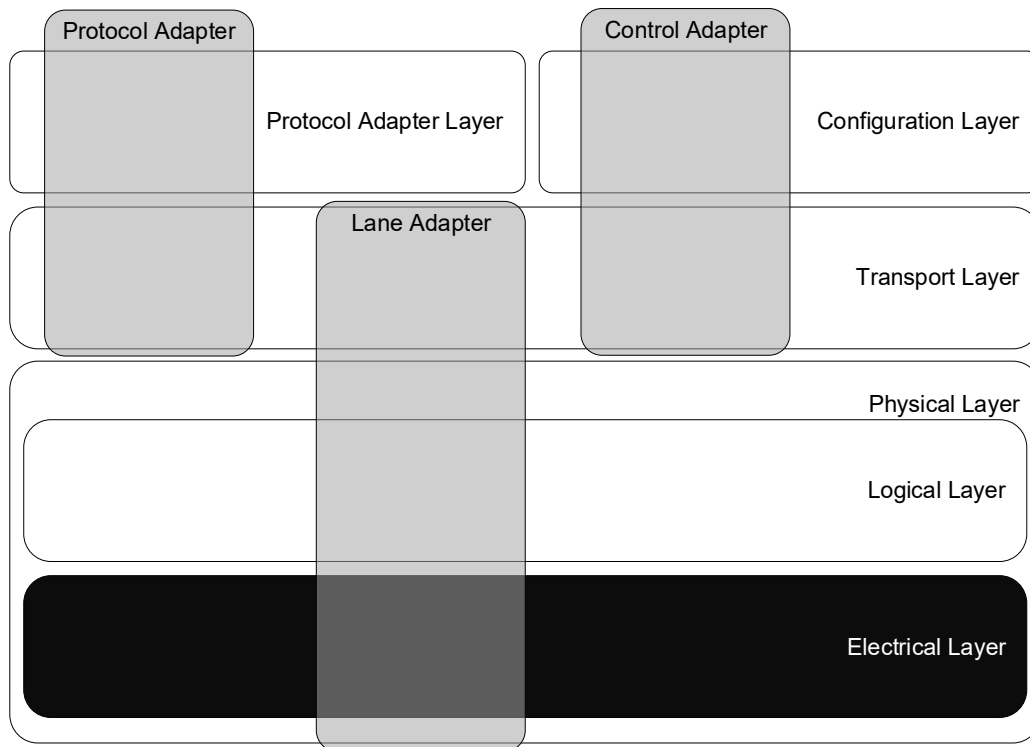 Protocol Adapter
Control Adapter
Protocol Adapter Layer
Configuration Layer
Lane Adapter
Transport Layer
Physical Layer
Logical Layer
Electrical Layer